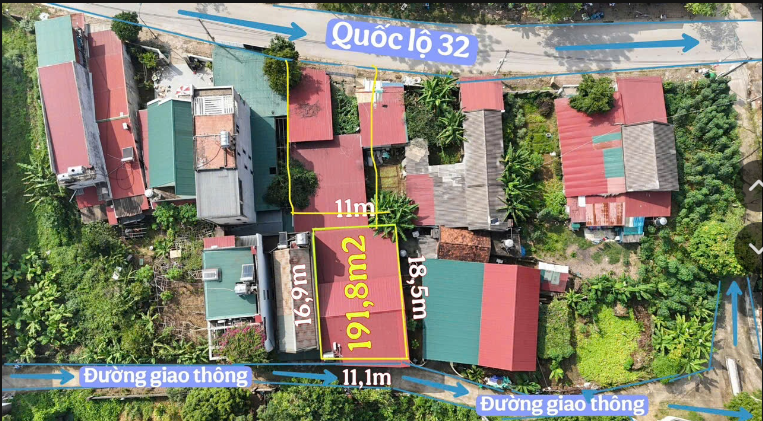 Quốc lộ 32
11m
16,9m
191,8m2
18,5m
Đường giao thông
11,1m
Đường giao thông